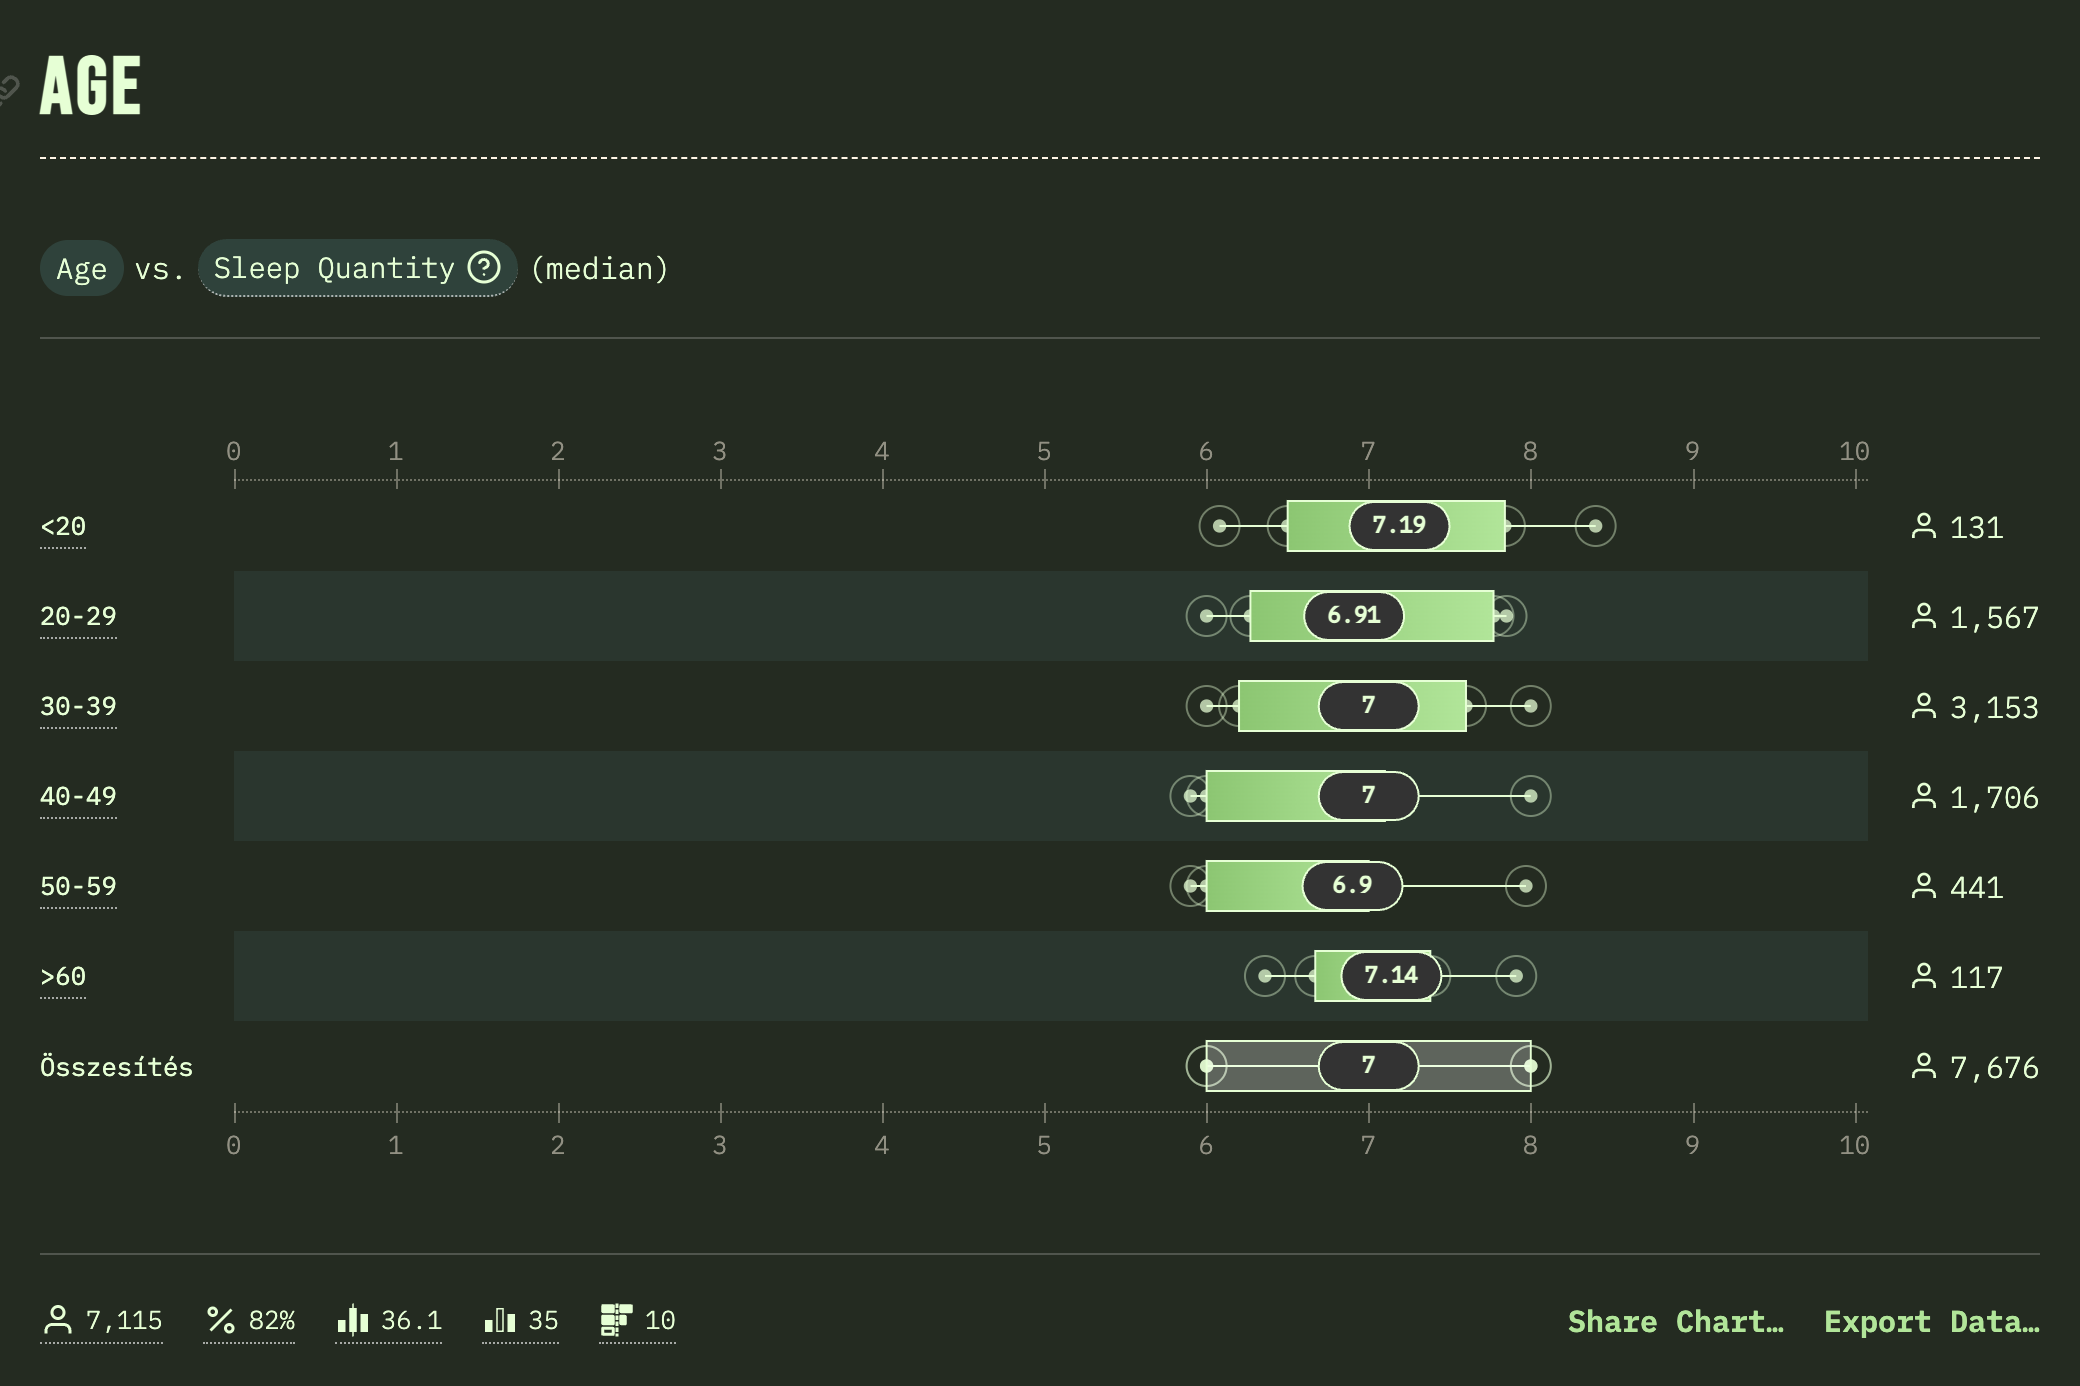 AGE
Age vs. Sleep Quantity (median)
0 1 2 3 4 5 6 7 8 9 10
<20 7.19 131
20-29 6.91 1,567
30-39 7 3,153
40-49 7 1,706
50-59 6.9 441
>60 7.14 117
Összesítés 7 7,676
0 1 2 3 4 5 6 7 8 9 10
7,115 82% 36.1 35 10 Share Chart… Export Data…